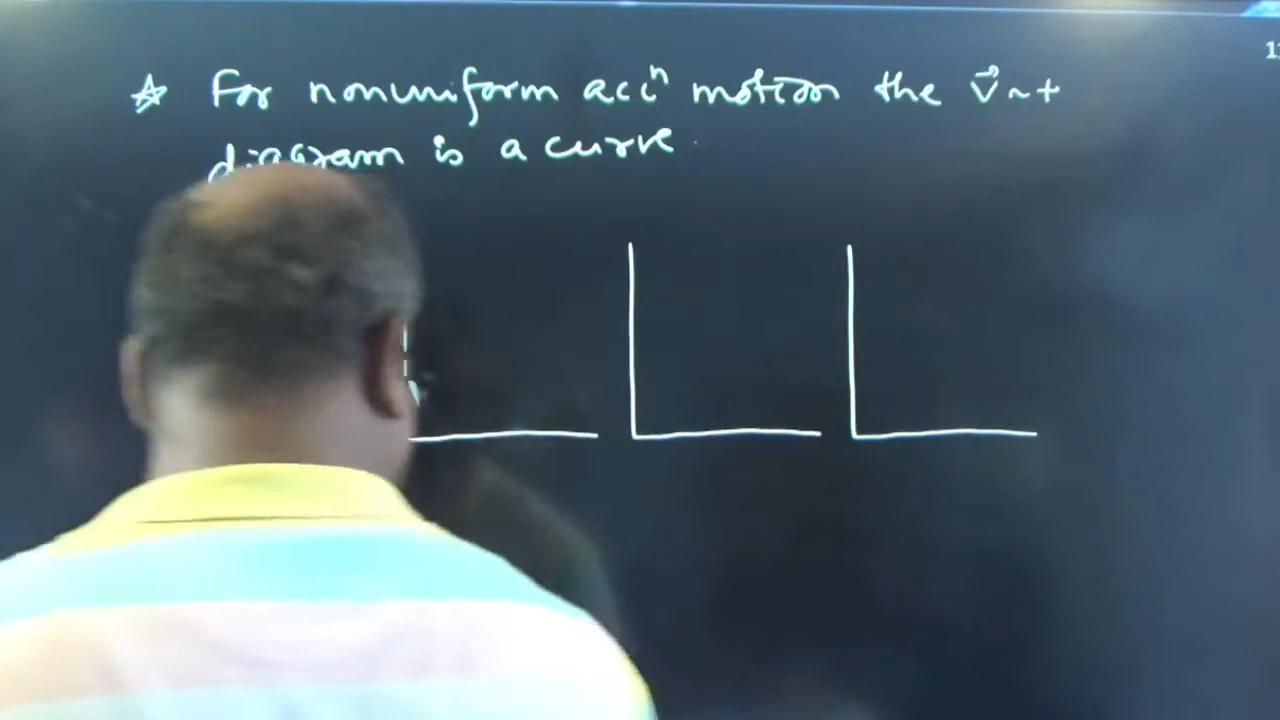 ☆ For nonuniform accⁿ motion the v⃗~t
diagram is a curve.